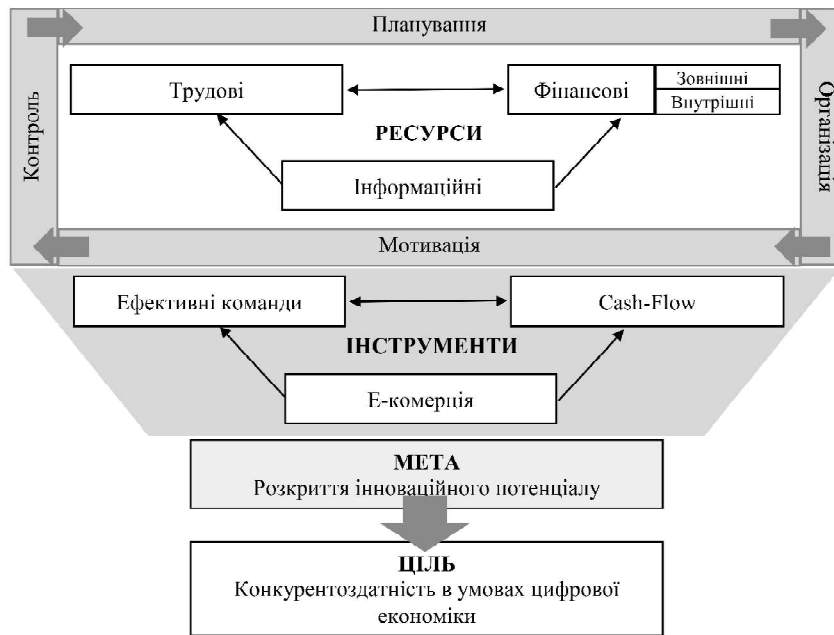 Планування
Контроль
Організація
Трудові
Фінансові
Зовнішні
Внутрішні
РЕСУРСИ
Інформаційні
Мотивація
Ефективні команди
Cash-Flow
ІНСТРУМЕНТИ
Е-комерція
МЕТА
Розкриття інноваційного потенціалу
ЦІЛЬ
Конкурентоздатність в умовах цифрової
економіки